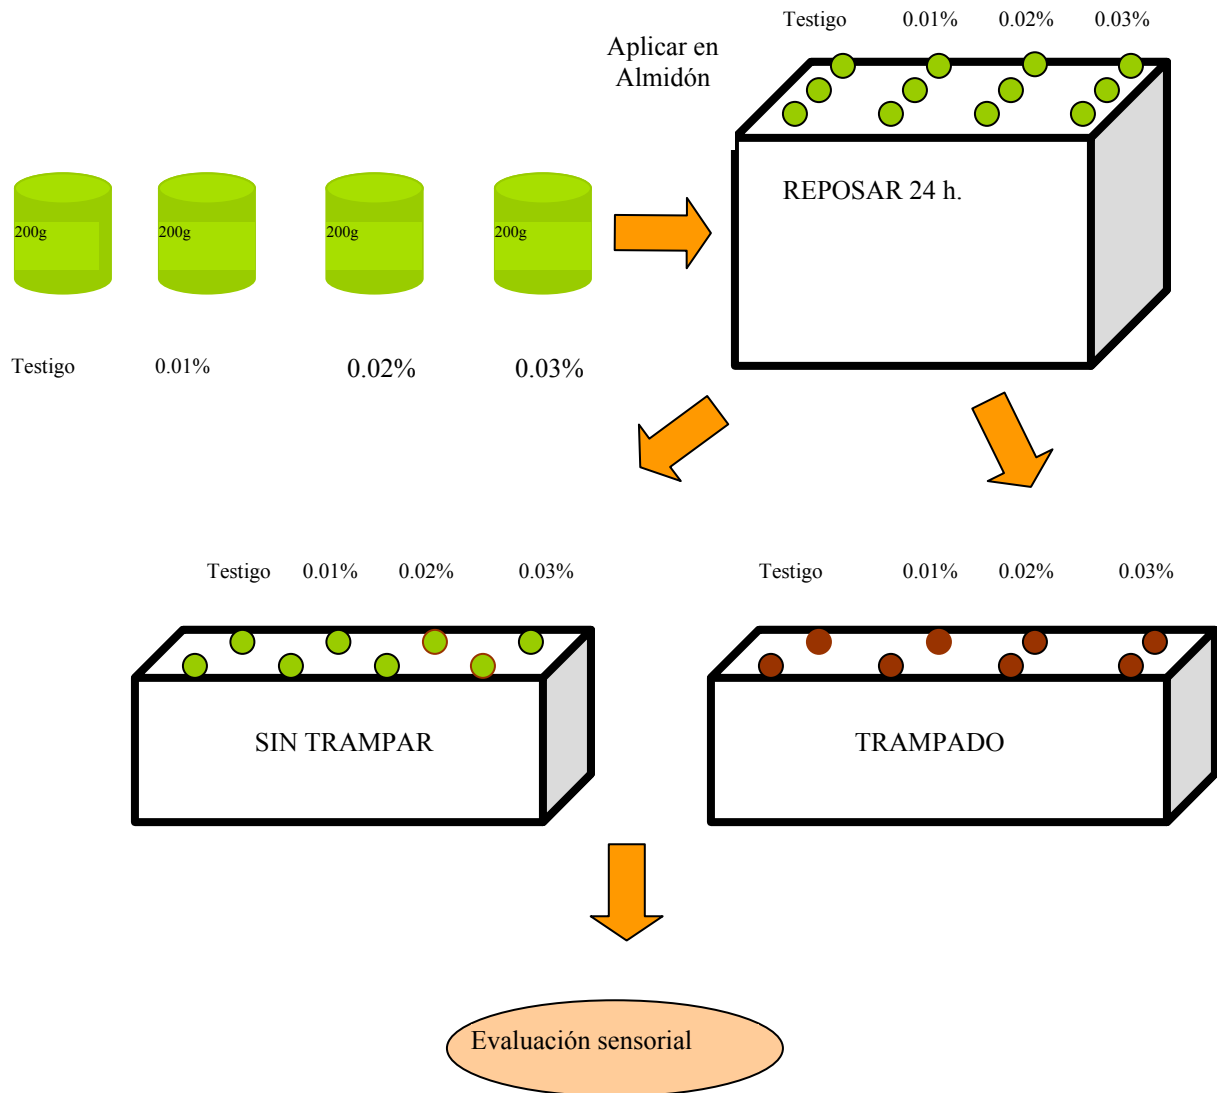 Testigo 0.01% 0.02% 0.03%
Aplicar en
Almidón
REPOSAR 24 h.
200g 200g 200g 200g
Testigo 0.01% 0.02% 0.03%
Testigo 0.01% 0.02% 0.03%
SIN TRAMPAR
Testigo 0.01% 0.02% 0.03%
TRAMPADO
Evaluación sensorial